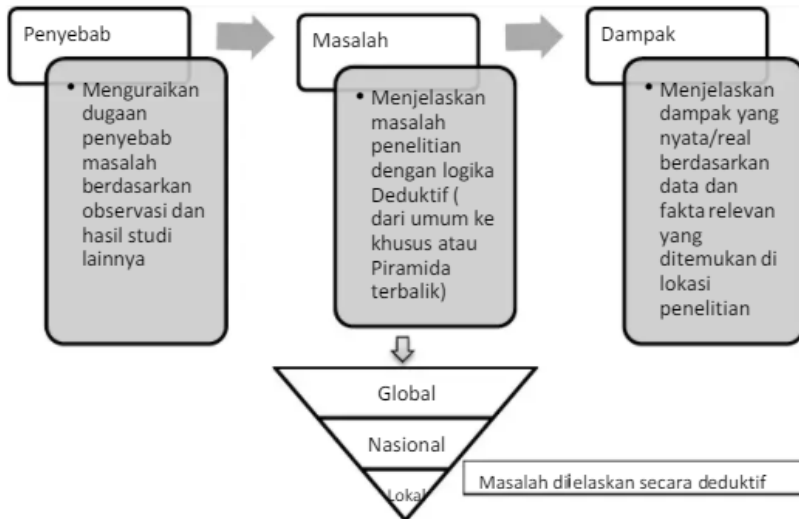 Penyebab
• Menguraikan
dugaan
penyebab
masalah
berdasarkan
observasi dan
hasil studi
lainnya
Masalah
• Menjelaskan
masalah
penelitian
dengan logika
Deduktif (
dari umum ke
khusus atau
Piramida
terbalik)
Dampak
• Menjelaskan
dampak yang
nyata/real
berdasarkan
data dan
fakta relevan
yang
ditemukan di
lokasi
penelitian
Global
Nasional
Lokal
Masalah dijelaskan secara deduktif